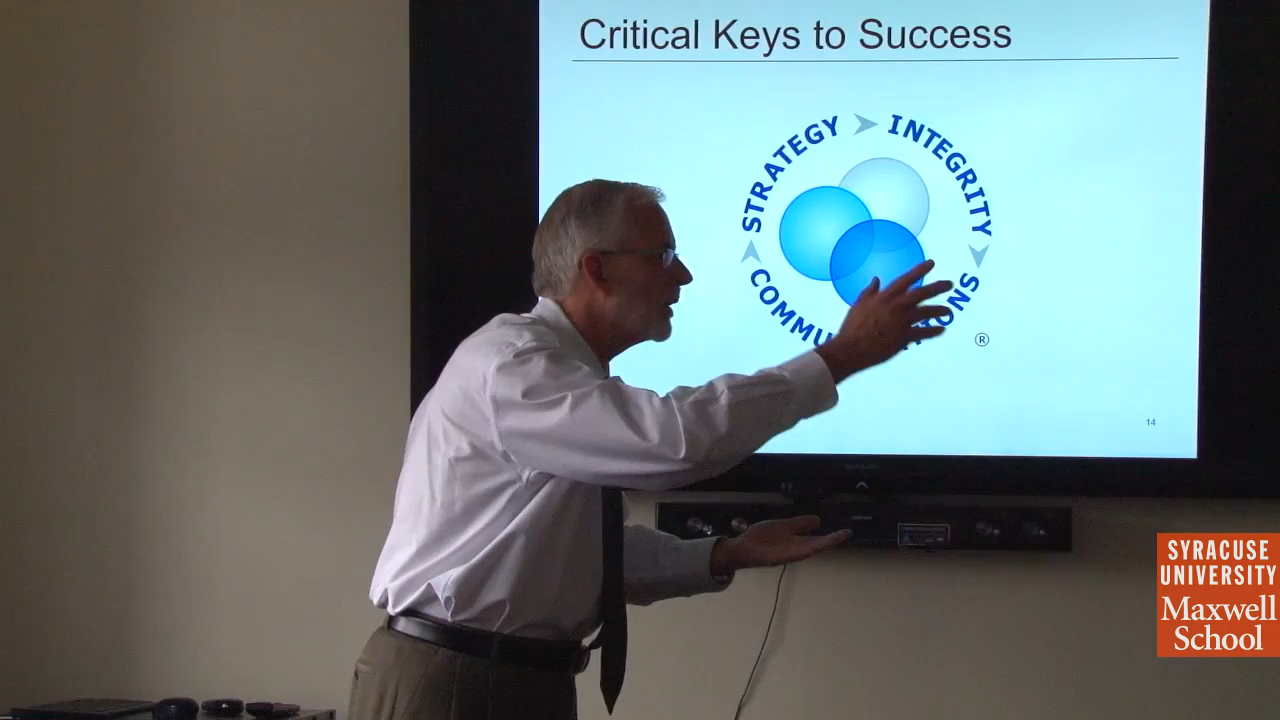 Critical Keys to Success
STRATEGY
INTEGRITY
®
14
SYRACUSE
UNIVERSITY
Maxwell
School